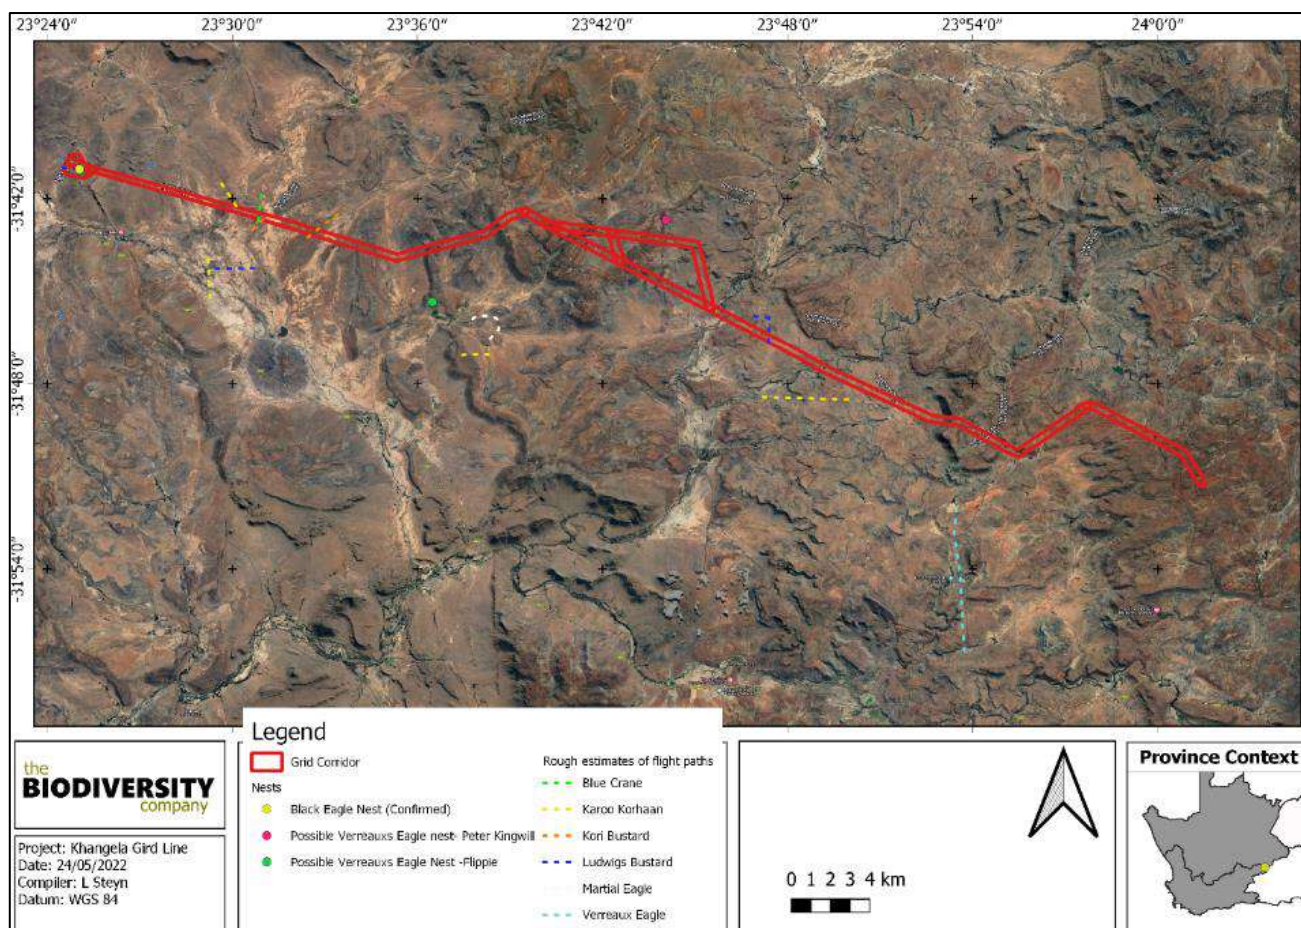 23°24'0" 23°30'0" 23°36'0" 23°42'0" 23°48'0" 23°54'0" 24°0'0"
-31°42'0"
-31°48'0"
-31°54'0"
Legend
Grid Corridor
Nests
Black Eagle Nest (Confirmed)
Possible Verreauxs Eagle nest- Peter Kingwill
Possible Verreauxs Eagle Nest -Flippie
Rough estimates of flight paths
Blue Crane
Karoo Korhaan
Kori Bustard
Ludwigs Bustard
Martial Eagle
Verreaux Eagle
the
BIODIVERSITY
company
Project: Khangela Gird Line
Date: 24/05/2022
Compiler: L Steyn
Datum: WGS 84
0 1 2 3 4 km
Province Context